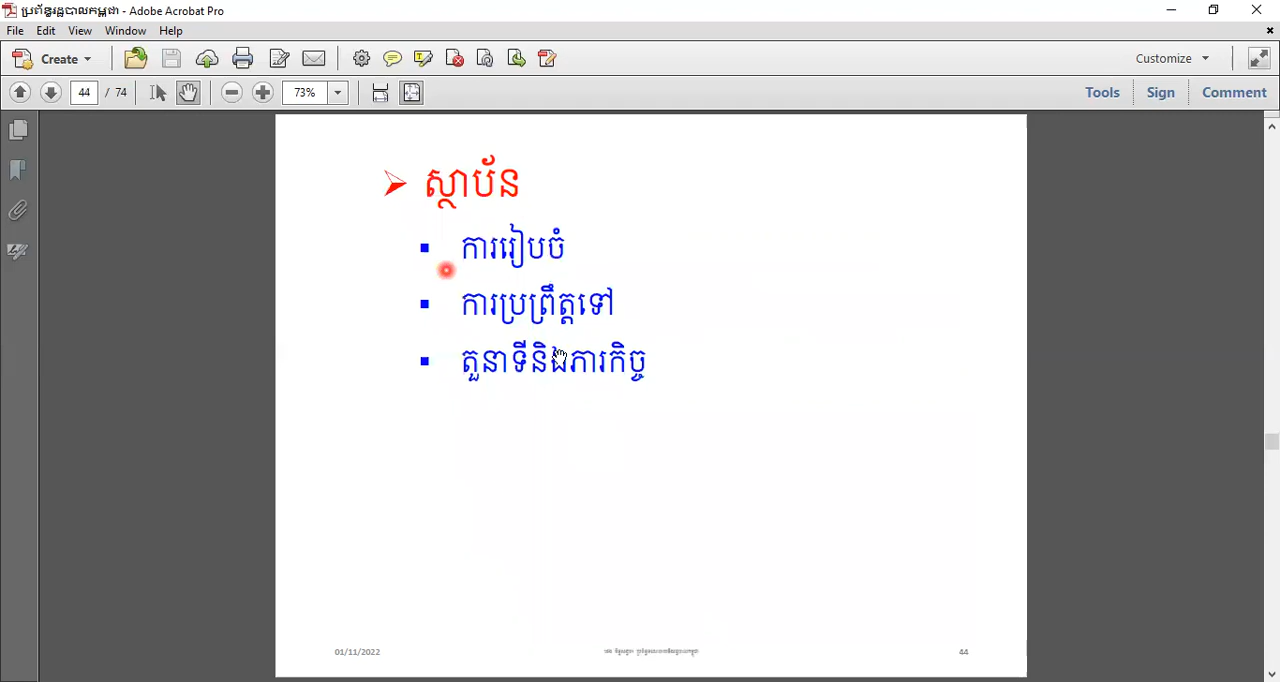 ប្រព័ន្ធរដ្ឋបាលកម្ពុជា - Adobe Acrobat Pro
File Edit View Window Help
Create Customize
44 / 74 73% Tools Sign Comment
ស្ថាប័ន
ការរៀបចំ
ការប្រព្រឹត្តទៅ
តួនាទីនិងភារកិច្ច
01/11/2022 44